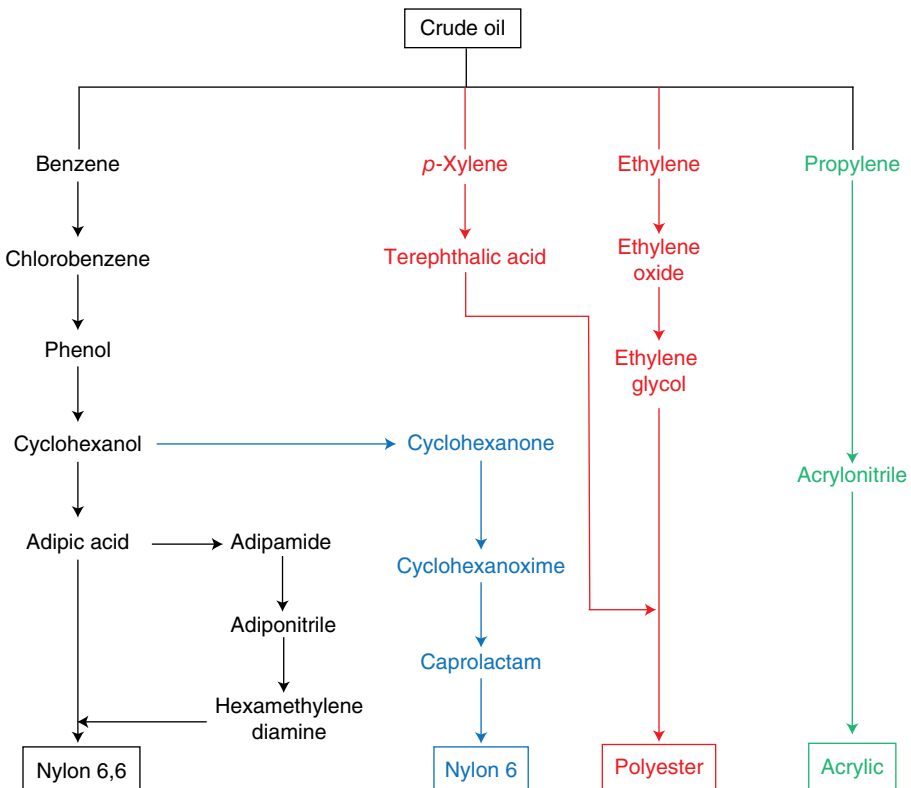 Crude oil
Benzene
p-Xylene
Ethylene
Propylene
Chlorobenzene
Terephthalic acid
Ethylene
oxide
Phenol
Ethylene
glycol
Cyclohexanol
Cyclohexanone
Acrylonitrile
Adipic acid
Adipamide
Cyclohexanoxime
Adiponitrile
Caprolactam
Hexamethylene
diamine
Nylon 6,6
Nylon 6
Polyester
Acrylic